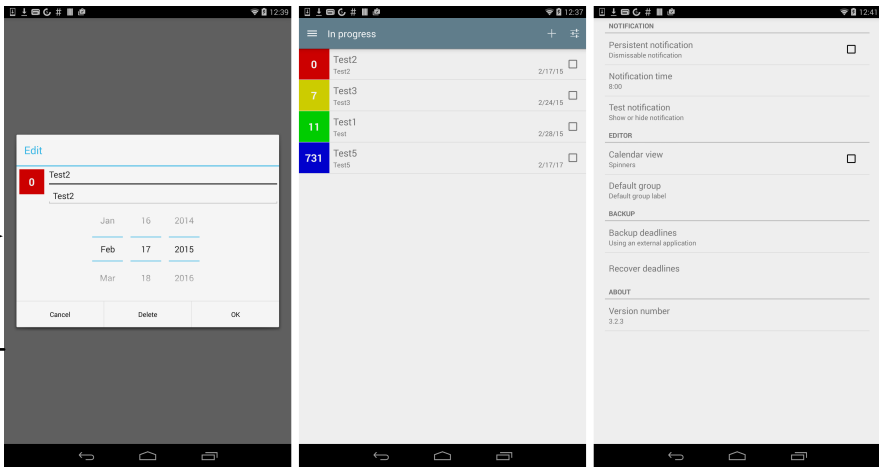 12:39
Edit
0
Test2
Test2
Jan 16 2014
Feb 17 2015
Mar 18 2016
Cancel Delete OK
12:37
In progress
0 Test2
Test2 2/17/15
7 Test3
Test3 2/24/15
11 Test1
Test 2/28/15
731 Test5
Test5 2/17/17
12:41
NOTIFICATION
Persistent notification
Dismissable notification
Notification time
8:00
Test notification
Show or hide notification
EDITOR
Calendar view
Spinners
Default group
Default group label
BACKUP
Backup deadlines
Using an external application
Recover deadlines
ABOUT
Version number
3.2.3